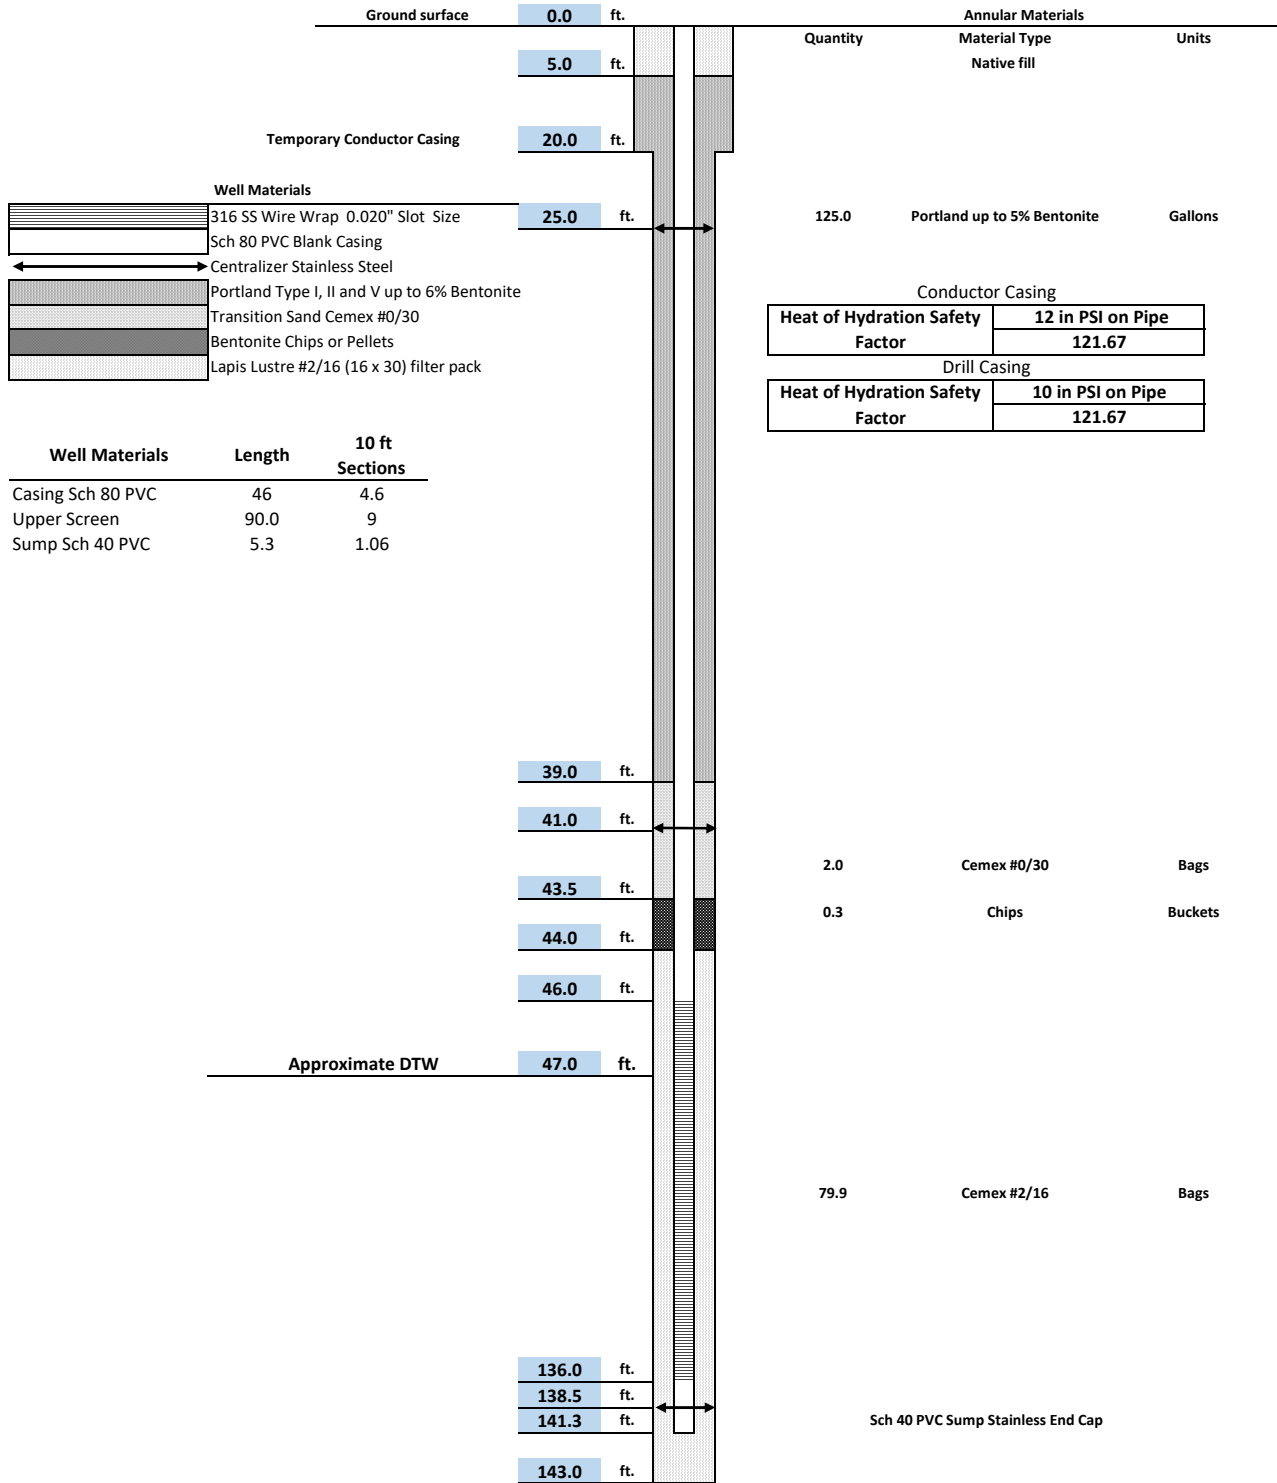 Ground surface 0.0 ft. Annular Materials
Quantity Material Type Units
5.0 ft. Native fill
Temporary Conductor Casing 20.0 ft.
Well Materials
316 SS Wire Wrap 0.020" Slot Size 25.0 ft. 125.0 Portland up to 5% Bentonite Gallons
Sch 80 PVC Blank Casing
Centralizer Stainless Steel
Portland Type I, II and V up to 6% Bentonite
Transition Sand Cemex #0/30
Bentonite Chips or Pellets
Lapis Lustre #2/16 (16 x 30) filter pack
Conductor Casing
Heat of Hydration Safety Factor 12 in PSI on Pipe
121.67
Drill Casing
Heat of Hydration Safety Factor 10 in PSI on Pipe
121.67
Well Materials Length 10 ft Sections
Casing Sch 80 PVC 46 4.6
Upper Screen 90.0 9
Sump Sch 40 PVC 5.3 1.06
39.0 ft.
41.0 ft.
2.0 Cemex #0/30 Bags
43.5 ft.
0.3 Chips Buckets
44.0 ft.
46.0 ft.
Approximate DTW 47.0 ft.
79.9 Cemex #2/16 Bags
136.0 ft.
138.5 ft.
141.3 ft. Sch 40 PVC Sump Stainless End Cap
143.0 ft.